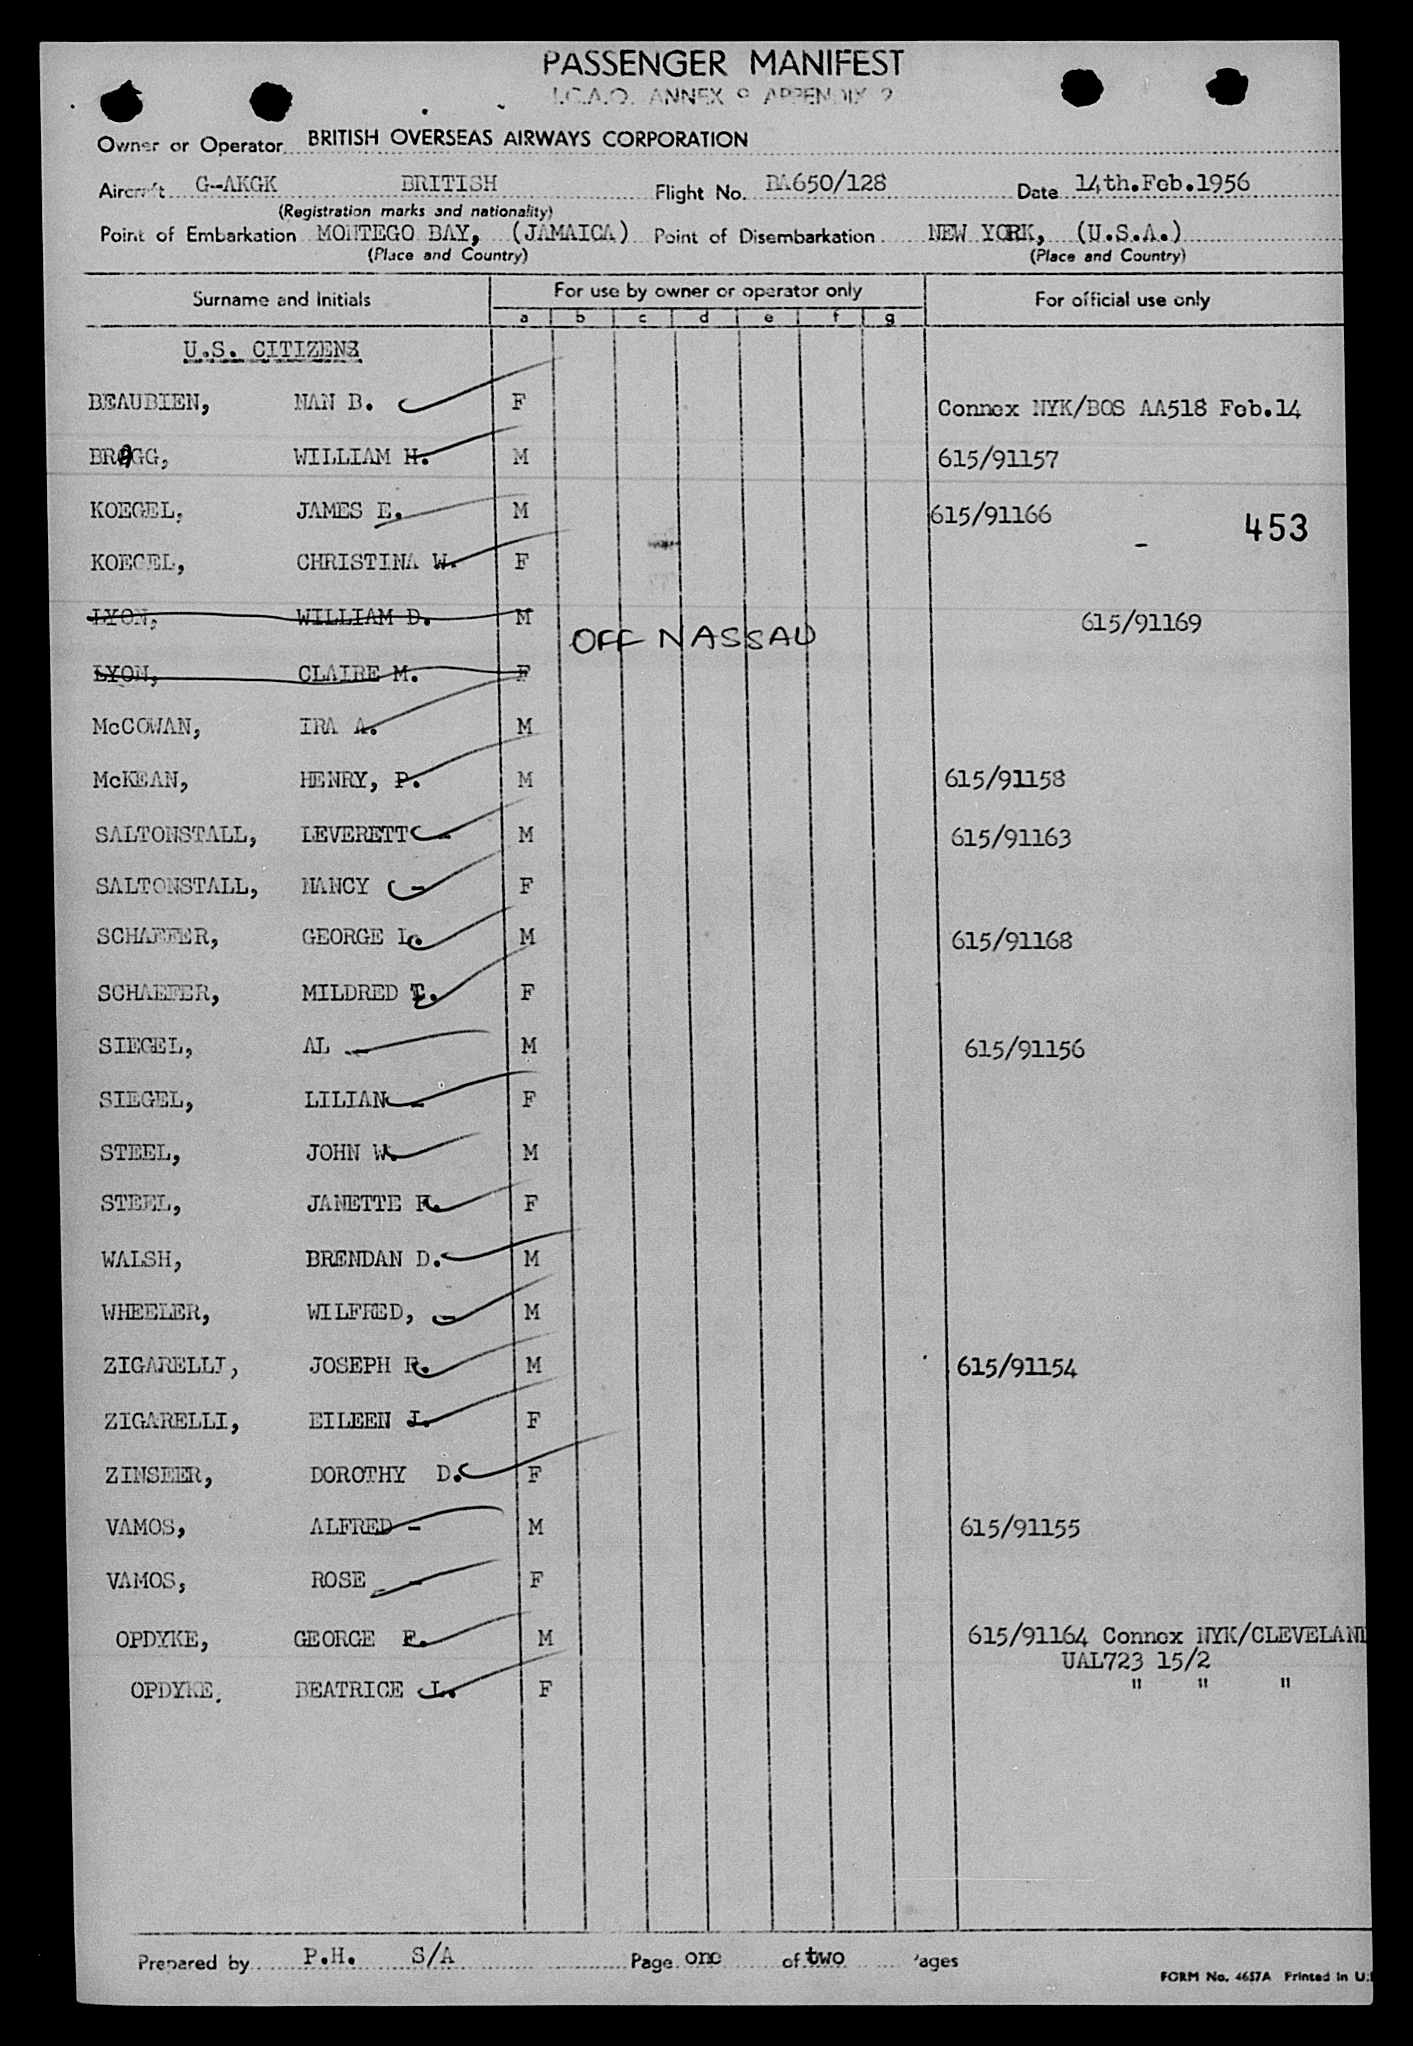 PASSENGER MANIFEST
I.C.A.O. ANNEX 9 APPENDIX 2
Owner or Operator BRITISH OVERSEAS AIRWAYS CORPORATION
Aircraft G-AKGK BRITISH Flight No. BA650/128 Date 14th.Feb.1956
(Registration marks and nationality)
Point of Embarkation MONTEGO BAY, (JAMAICA) Point of Disembarkation NEW YORK, (U.S.A.)
(Place and Country) (Place and Country)
Surname and Initials For use by owner or operator only For official use only
a b c d e f g
U.S. CITIZENS
BEAUBIEN, NAN B. F Connex NYK/BOS AA518 Feb.14
BRAGG, WILLIAM H. M 615/91157
KOEGEL, JAMES E. M 615/91166
453
KOEGEL, CHRISTINA W. F
LYON, WILLIAM D. M 615/91169
OFF NASSAU
LYON, CLAIRE M. F
McCOWAN, IRA A. M
McKEAN, HENRY, P. M 615/91158
SALTONSTALL, LEVERETT - M 615/91163
SALTONSTALL, NANCY - F
SCHAEFER, GEORGE L. M 615/91168
SCHAEFER, MILDRED T. F
SIEGEL, AL - M 615/91156
SIEGEL, LILIAN - F
STEEL, JOHN W. M
STEEL, JANETTE F
WALSH, BRENDAN D. M
WHEELER, WILFRED, - M
ZIGARELLI, JOSEPH R. M 615/91154
ZIGARELLI, EILEEN J. F
ZINSEER, DOROTHY D. F
VAMOS, ALFRED - M 615/91155
VAMOS, ROSE - F
OPDYKE, GEORGE F. M 615/91164 Connex NYK/CLEVELAND
UAL723 15/2
OPDYKE, BEATRICE L. F " " "
Prepared by P.H. S/A Page one of two Pages
FORM No. 4657A Printed in U.